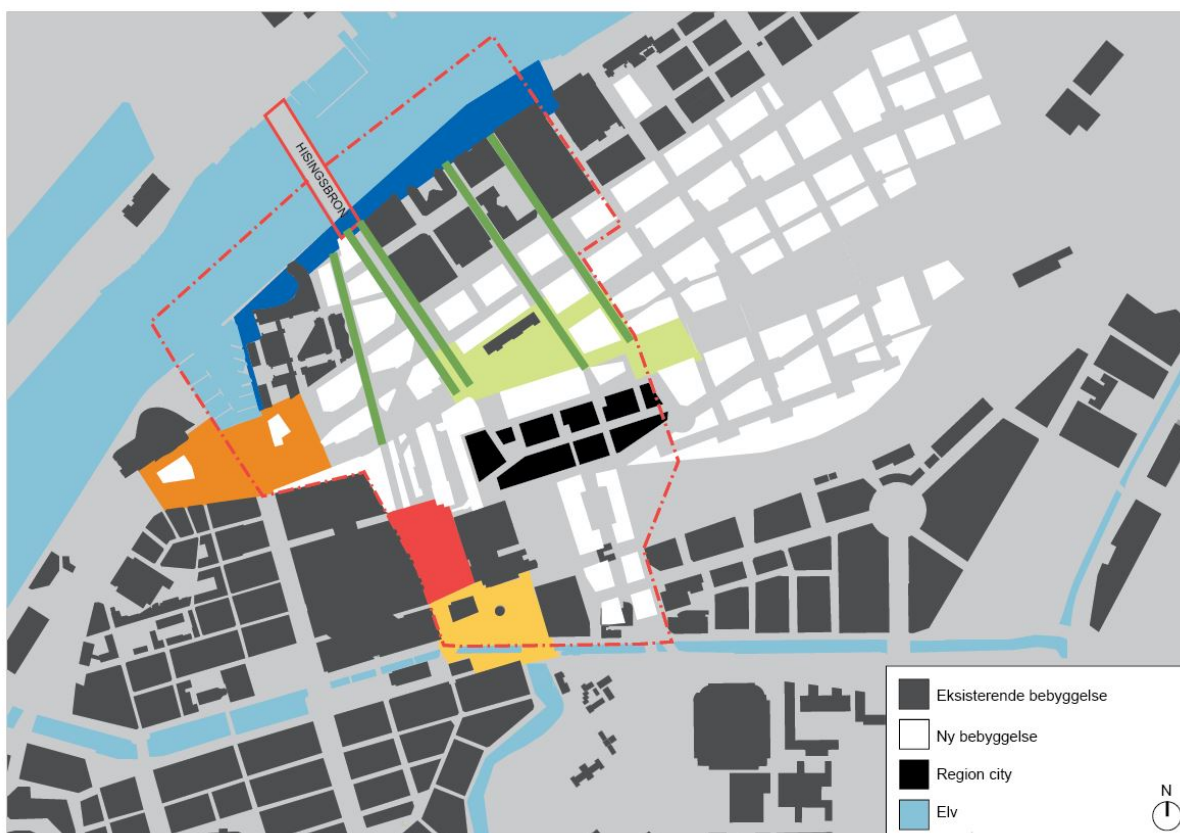 HISINGSBRON
Eksisterende bebyggelse
Ny bebyggelse
Region city
Elv
N